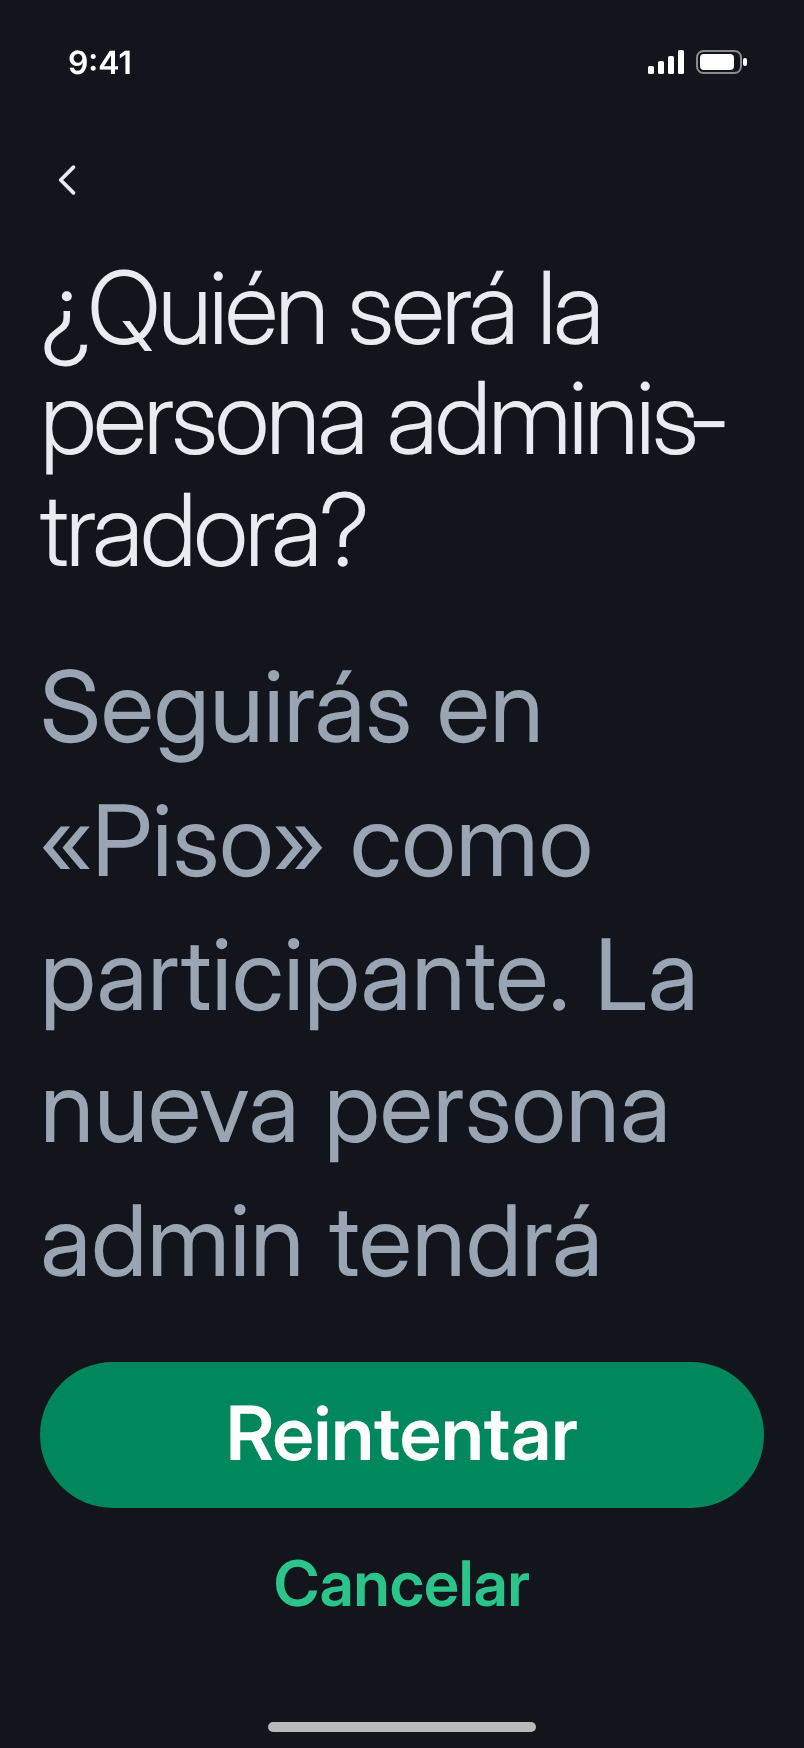 9:41
¿Quién será la
persona adminis-
tradora?
Seguirás en
«Piso» como
participante. La
nueva persona
admin tendrá
Reintentar
Cancelar